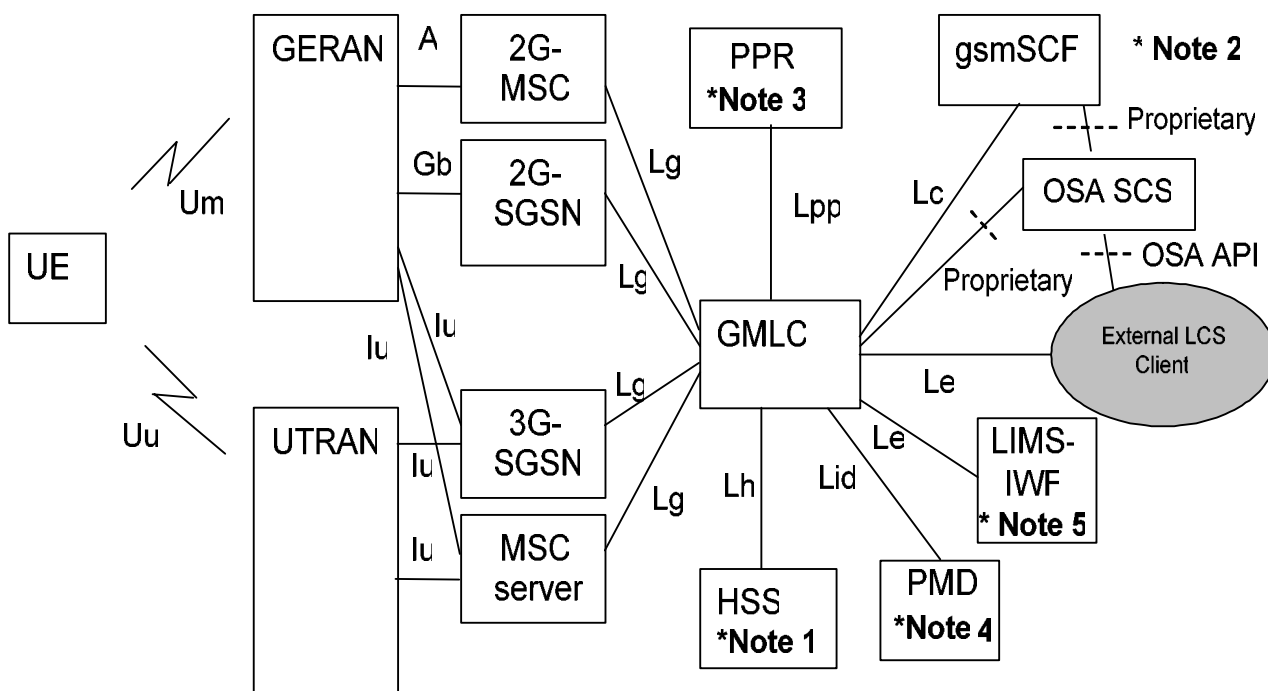 GERAN
A
2G-
MSC
PPR
*Note 3
gsmSCF
* Note 2
Proprietary
Gb
2G-
SGSN
Lg
Lpp
Lc
OSA SCS
Um
UE
Lg
Proprietary
OSA API
Iu
Iu
GMLC
External LCS
Client
Lg
Le
Uu
UTRAN
Iu
3G-
SGSN
Lg
Lh
Lid
Le
LIMS-
IWF
* Note 5
Iu
MSC
server
HSS
*Note 1
PMD
*Note 4